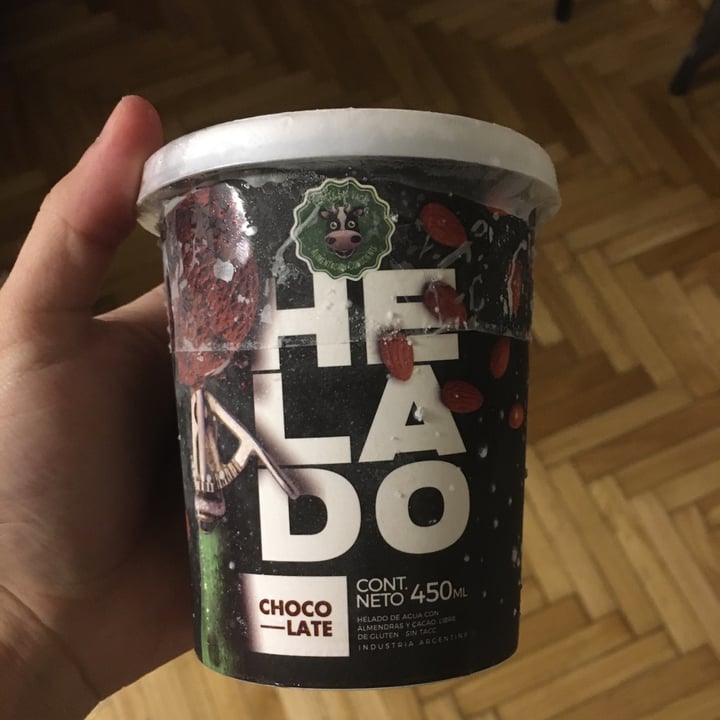 HE
LA
DO
CHOCO
—LATE
CONT.
NETO 450ML
HELADO DE AGUA CON
ALMENDRAS Y CACAO. LIBRE
DE GLUTEN - SIN TACC
INDUSTRIA ARGENTINA